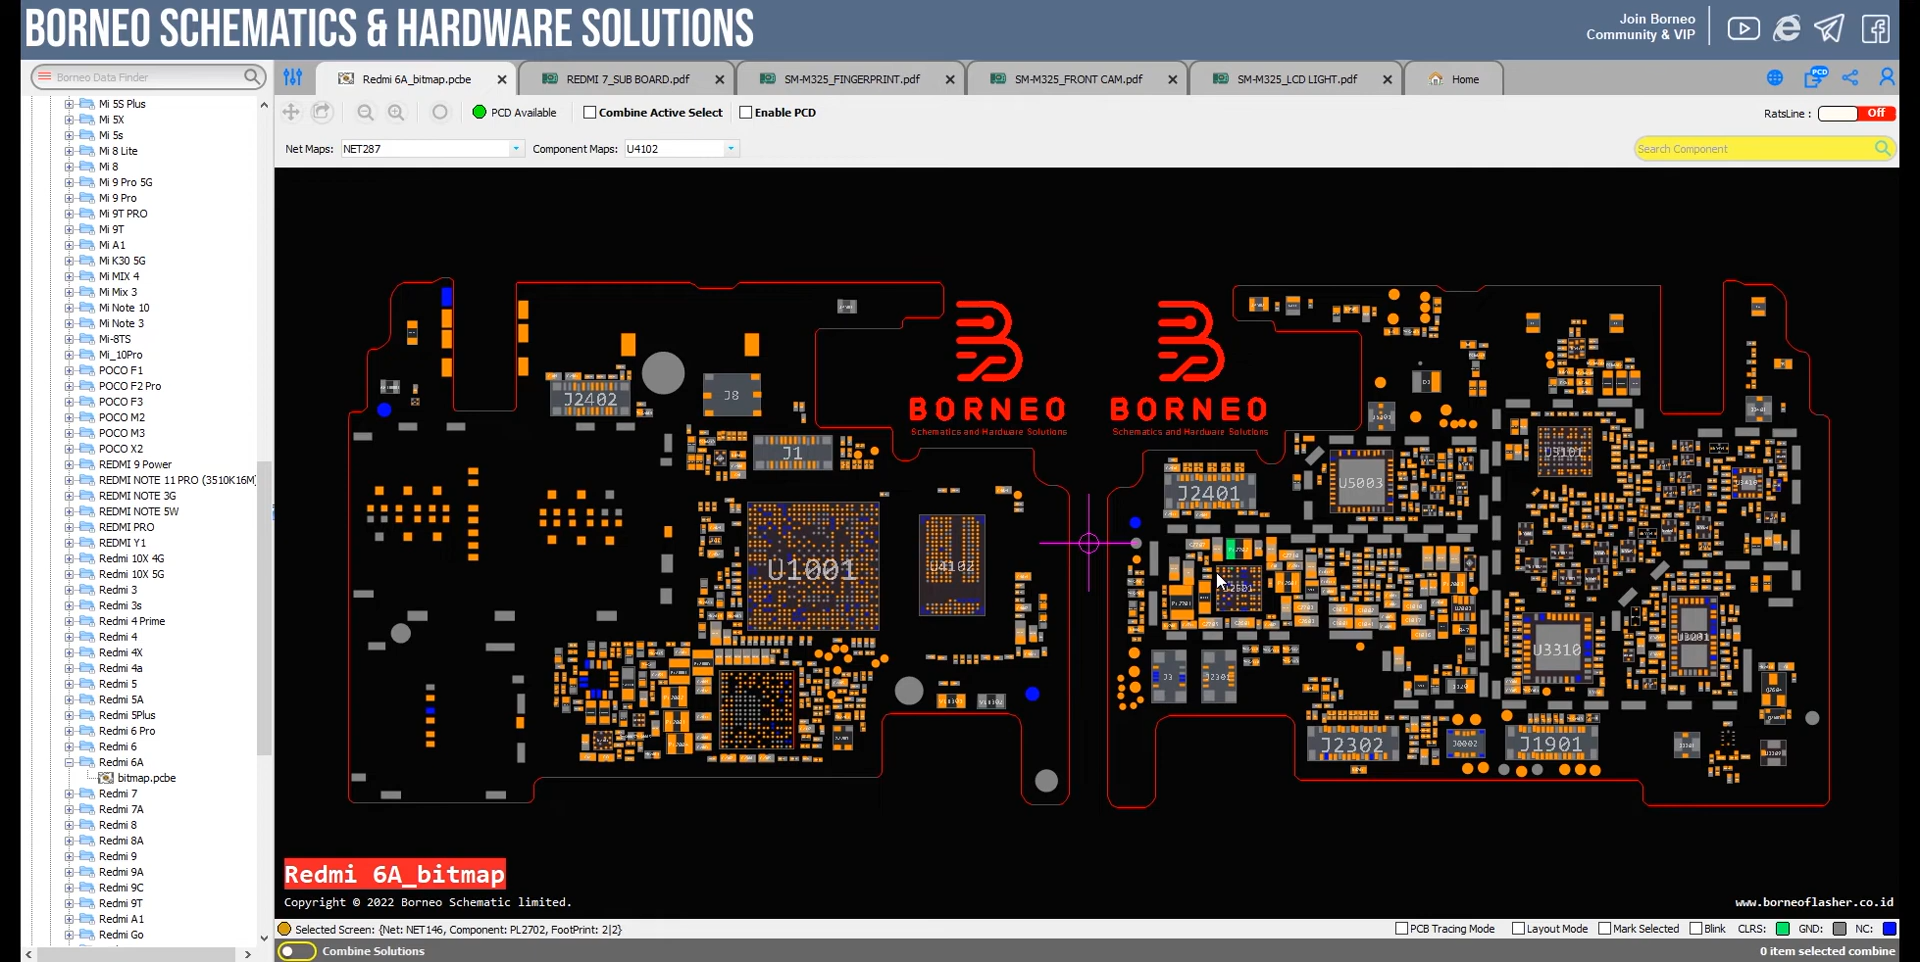 BORNEO SCHEMATICS & HARDWARE SOLUTIONS
Join Borneo
Community & VIP
Borneo Data Finder
Redmi 6A_bitmap.pcbe
REDMI 7_SUB BOARD.pdf
SM-M325_FINGERPRINT.pdf
SM-M325_FRONT CAM.pdf
SM-M325_LCD LIGHT.pdf
Home
PCD
PCD Available
Combine Active Select
Enable PCD
RatsLine :
Off
Net Maps:
NET287
Component Maps:
U4102
Search Component
Mi 5S Plus
Mi 5X
Mi 5s
Mi 8 Lite
Mi 8
Mi 9 Pro 5G
Mi 9 Pro
Mi 9T PRO
Mi 9T
Mi A1
Mi K30 5G
Mi MIX 4
Mi Mix 3
Mi Note 10
Mi Note 3
Mi-8TS
Mi_10Pro
POCO F1
POCO F2 Pro
POCO F3
POCO M2
POCO M3
POCO X2
REDMI 9 Power
REDMI NOTE 11 PRO (3510K16M)
REDMI NOTE 3G
REDMI NOTE 5W
REDMI PRO
REDMI Y1
Redmi 10X 4G
Redmi 10X 5G
Redmi 3
Redmi 3s
Redmi 4 Prime
Redmi 4
Redmi 4X
Redmi 4a
Redmi 5
Redmi 5A
Redmi 5Plus
Redmi 6 Pro
Redmi 6
Redmi 6A
bitmap.pcbe
Redmi 7
Redmi 7A
Redmi 8
Redmi 8A
Redmi 9
Redmi 9A
Redmi 9C
Redmi 9T
Redmi A1
Redmi Go
BORNEO
Schematics and Hardware Solutions
BORNEO
Schematics and Hardware Solutions
J2402
J8
J1
U1001
U4102
J2401
U5003
U3101
J3
J2301
U3310
J2302
J0002
J1901
Redmi 6A_bitmap
Copyright © 2022 Borneo Schematic limited.
www.borneoflasher.co.id
Selected Screen: {Net: NET146, Component: PL2702, FootPrint: 2|2}
PCB Tracing Mode
Layout Mode
Mark Selected
Blink
CLRS:
GND:
NC:
Combine Solutions
0 item selected combine